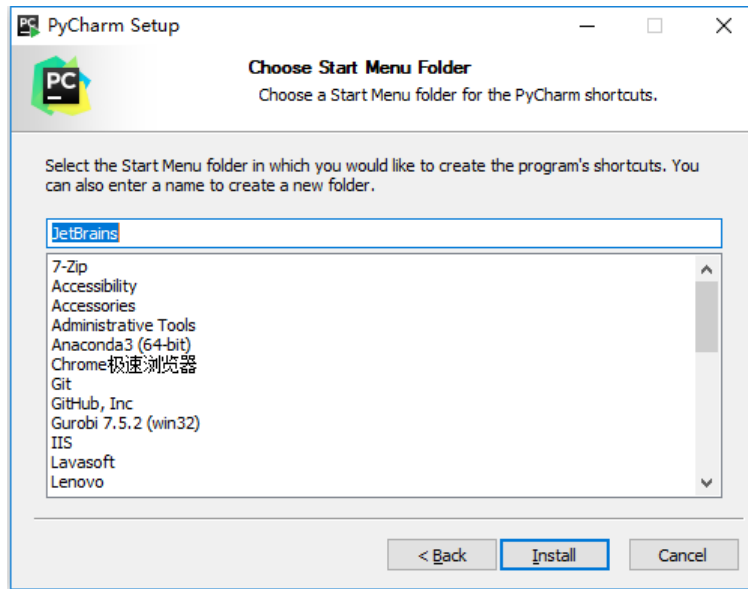 PyCharm Setup
PC
Choose Start Menu Folder
Choose a Start Menu folder for the PyCharm shortcuts.
Select the Start Menu folder in which you would like to create the program's shortcuts. You
can also enter a name to create a new folder.
JetBrains
7-Zip
Accessibility
Accessories
Administrative Tools
Anaconda3 (64-bit)
Chrome极速浏览器
Git
GitHub, Inc
Gurobi 7.5.2 (win32)
IIS
Lavasoft
Lenovo
< Back Install Cancel